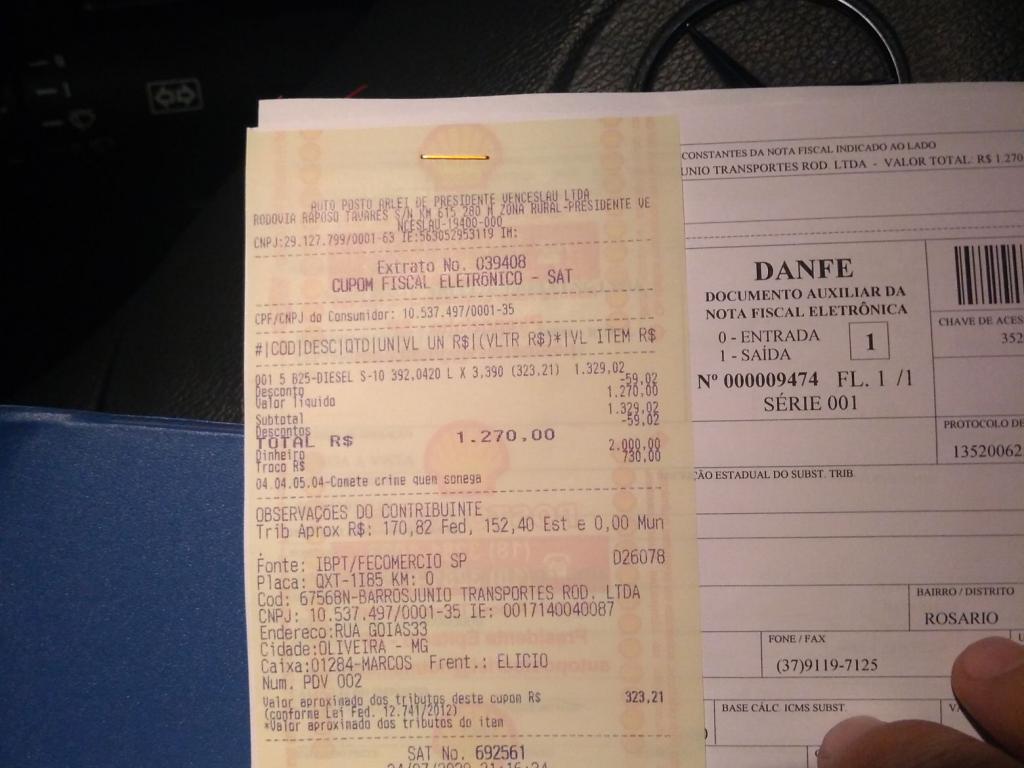 AUTO POSTO ARLEI DE PRESIDENTE VENCESLAU LTDA
RODOVIA RAPOSO TAVARES S/N KM 615 280 M ZONA RURAL-PRESIDENTE VE
NCESLAU-19400-000
CNPJ:29.127.799/0001-63 IE:563052953119 IM:
Extrato No. 039408
CUPOM FISCAL ELETRÔNICO - SAT
CPF/CNPJ do Consumidor: 10.537.497/0001-35
#|COD|DESC|QTD|UN|VL UN R$|(VLTR R$)*|VL ITEM R$
001 5 B25-DIESEL S-10 392,0420 L X 3,390 (323,21) 1.329,02
Desconto -59,02
Valor líquido 1.270,00
Subtotal 1.329,02
Descontos -59,02
TOTAL R$ 1.270,00
Dinheiro 2.000,00
Troco R$ 730,00
04.04.05.04-Comete crime quem sonega
OBSERVAÇÕES DO CONTRIBUINTE
Trib Aprox R$: 170,82 Fed, 152,40 Est e 0,00 Mun
.
Fonte: IBPT/FECOMERCIO SP D26078
Placa: QXT-1I85 KM: 0
Cod: 67568N-BARROSJUNIO TRANSPORTES ROD. LTDA
CNPJ: 10.537.497/0001-35 IE: 0017140040087
Endereco:RUA GOIAS33
Cidade:OLIVEIRA - MG
Caixa:01284-MARCOS Frent.: ELICIO
Num. PDV 002
Valor aproximado dos tributos deste cupom R$ 323,21
(conforme Lei Fed. 12.741/2012)
*Valor aproximado dos tributos do item
SAT No. 692561
CONSTANTES DA NOTA FISCAL INDICADO AO LADO
UNIO TRANSPORTES ROD. LTDA - VALOR TOTAL: R$ 1.270
DANFE
DOCUMENTO AUXILIAR DA
NOTA FISCAL ELETRÔNICA
0 - ENTRADA
1 - SAÍDA
1
Nº 000009474 FL. 1 /1
SÉRIE 001
CHAVE DE ACES
352
PROTOCOLO DE
13520062
ÇÃO ESTADUAL DO SUBST. TRIB.
BAIRRO / DISTRITO
ROSARIO
FONE / FAX
(37)9119-7125
BASE CÁLC. ICMS SUBST.